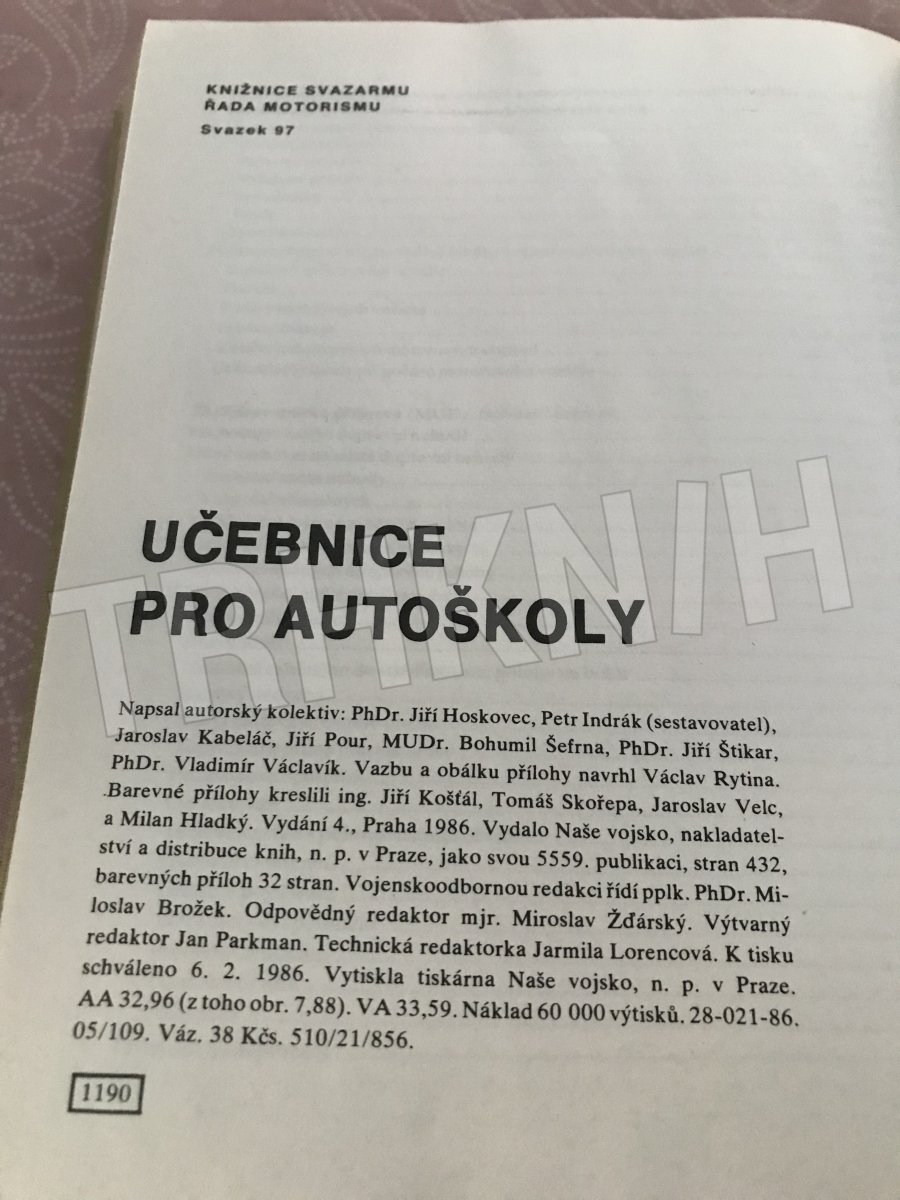 KNIŽNICE SVAZARMU
ŘADA MOTORISMU
Svazek 97
UČEBNICE
PRO AUTOŠKOLY
TRHKNIH
Napsal autorský kolektiv: PhDr. Jiří Hoskovec, Petr Indrák (sestavovatel),
Jaroslav Kabeláč, Jiří Pour, MUDr. Bohumil Šefrna, PhDr. Jiří Štikar,
PhDr. Vladimír Václavík. Vazbu a obálku přílohy navrhl Václav Rytina.
Barevné přílohy kreslili ing. Jiří Košťál, Tomáš Skořepa, Jaroslav Velc,
a Milan Hladký. Vydání 4., Praha 1986. Vydalo Naše vojsko, nakladatel-
ství a distribuce knih, n. p. v Praze, jako svou 5559. publikaci, stran 432,
barevných příloh 32 stran. Vojenskoodbornou redakci řídí pplk. PhDr. Mi-
loslav Brožek. Odpovědný redaktor mjr. Miroslav Žďárský. Výtvarný
redaktor Jan Parkman. Technická redaktorka Jarmila Lorencová. K tisku
schváleno 6. 2. 1986. Vytiskla tiskárna Naše vojsko, n. p. v Praze.
AA 32,96 (z toho obr. 7,88). VA 33,59. Náklad 60 000 výtisků. 28-021-86.
05/109. Váz. 38 Kčs. 510/21/856.
1190